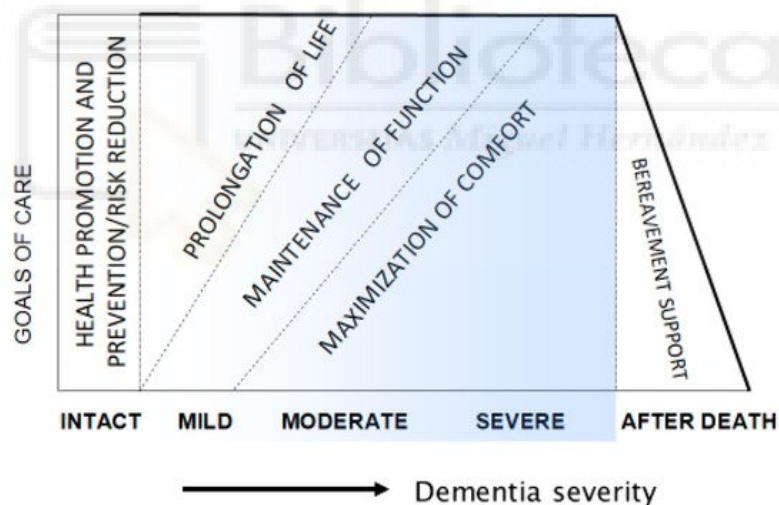 Biblioteca
UNIVERSITAS Miguel Hernández
GOALS OF CARE
HEALTH PROMOTION AND
PREVENTION/RISK REDUCTION
PROLONGATION OF LIFE
MAINTENANCE OF FUNCTION
MAXIMIZATION OF COMFORT
BEREAVEMENT SUPPORT
INTACT MILD MODERATE SEVERE AFTER DEATH
Dementia severity